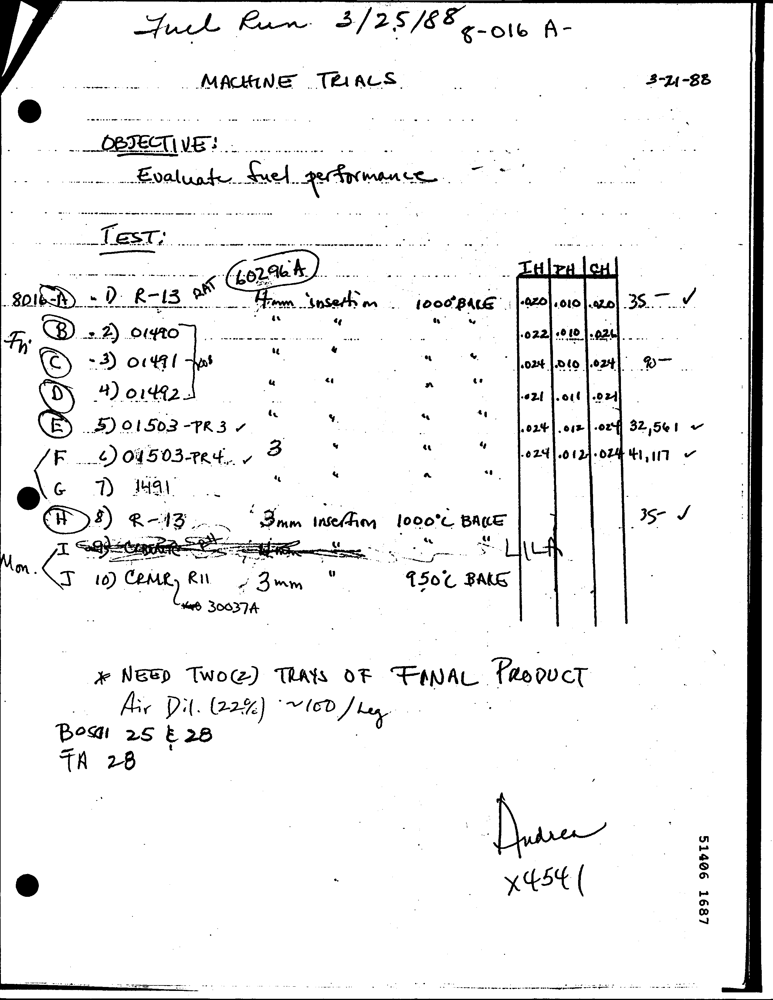 Fuel Run 3/25/88 8-016 A-
MACHINE TRIALS 3-21-88
OBJECTIVE:
Evaluate fuel performance
TEST:
60296A IH PH CH
8016-A - 1) R-13 4mm insertion 1000° BAKE .020 .010 .020 35- ✓
Fri. B - 2) 01490 " " " " .022 .010 .026
C - 3) 01491 " " " " .024 .010 .024 90-
D 4) 01492 " " " " .021 .011 .021
E 5) 01503-PR3 ✓ " " " " .024 .012 .024 32,561 ✓
F 6) 01503-PR4 ✓ 3 " " " .024 .012 .024 41,117 ✓
G 7) 1491 " " " "
H 8) R-13 3mm insertion 1000°C BAKE 35- ✓
I 9) " " "
Mon. J 10) CRMR, R11 3mm " 950°C BAKE
30037A
* NEED TWO(2) TRAYS OF FINAL PRODUCT
Air Dil. (22%) ~100/Leg
BOSCH 25 & 28
TA 28
Andrea
x4541
51406 1687